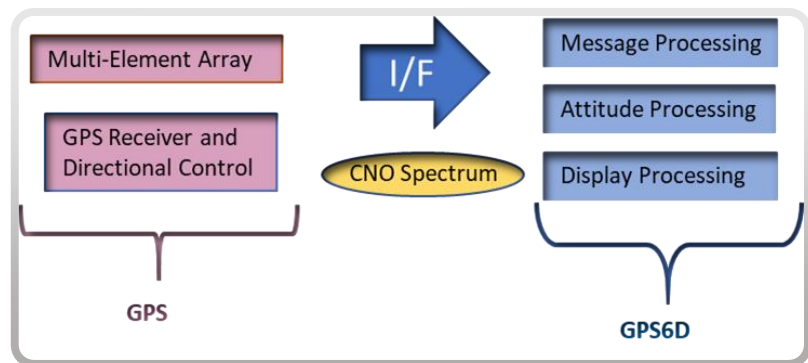 Multi-Element Array
GPS Receiver and
Directional Control
GPS
I/F
CNO Spectrum
Message Processing
Attitude Processing
Display Processing
GPS6D